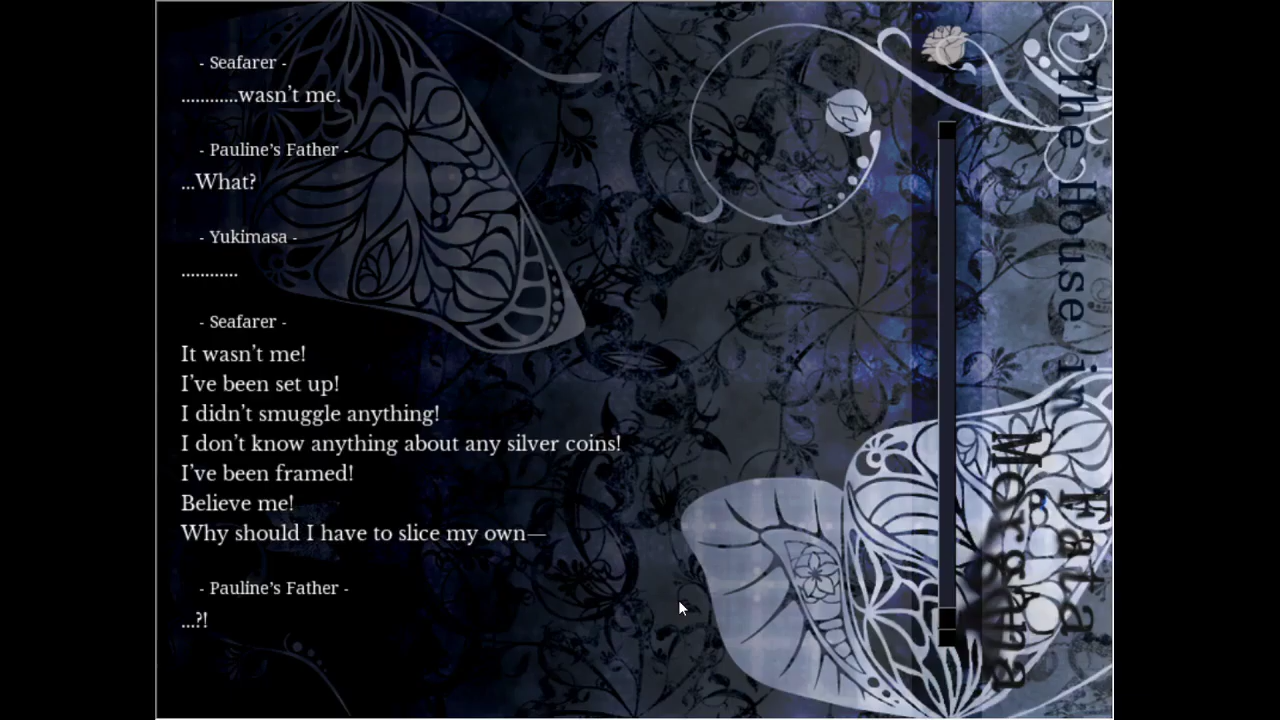 - Seafarer -
............wasn't me.
- Pauline's Father -
...What?
- Yukimasa -
............
- Seafarer -
It wasn't me!
I've been set up!
I didn't smuggle anything!
I don't know anything about any silver coins!
I've been framed!
Believe me!
Why should I have to slice my own—
- Pauline's Father -
...?!
The House in
Fata
Morgana